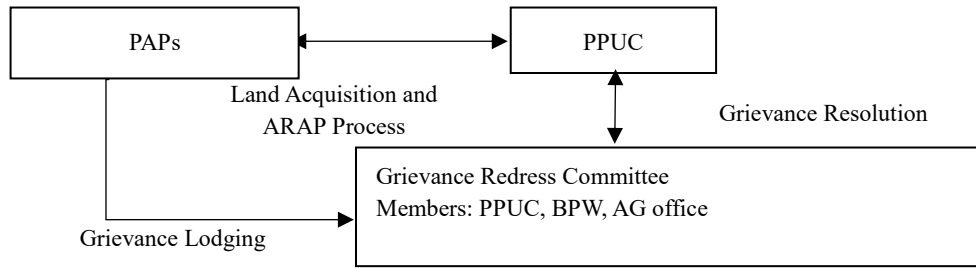 PAPs
PPUC
Land Acquisition and
ARAP Process
Grievance Resolution
Grievance Redress Committee
Members: PPUC, BPW, AG office
Grievance Lodging